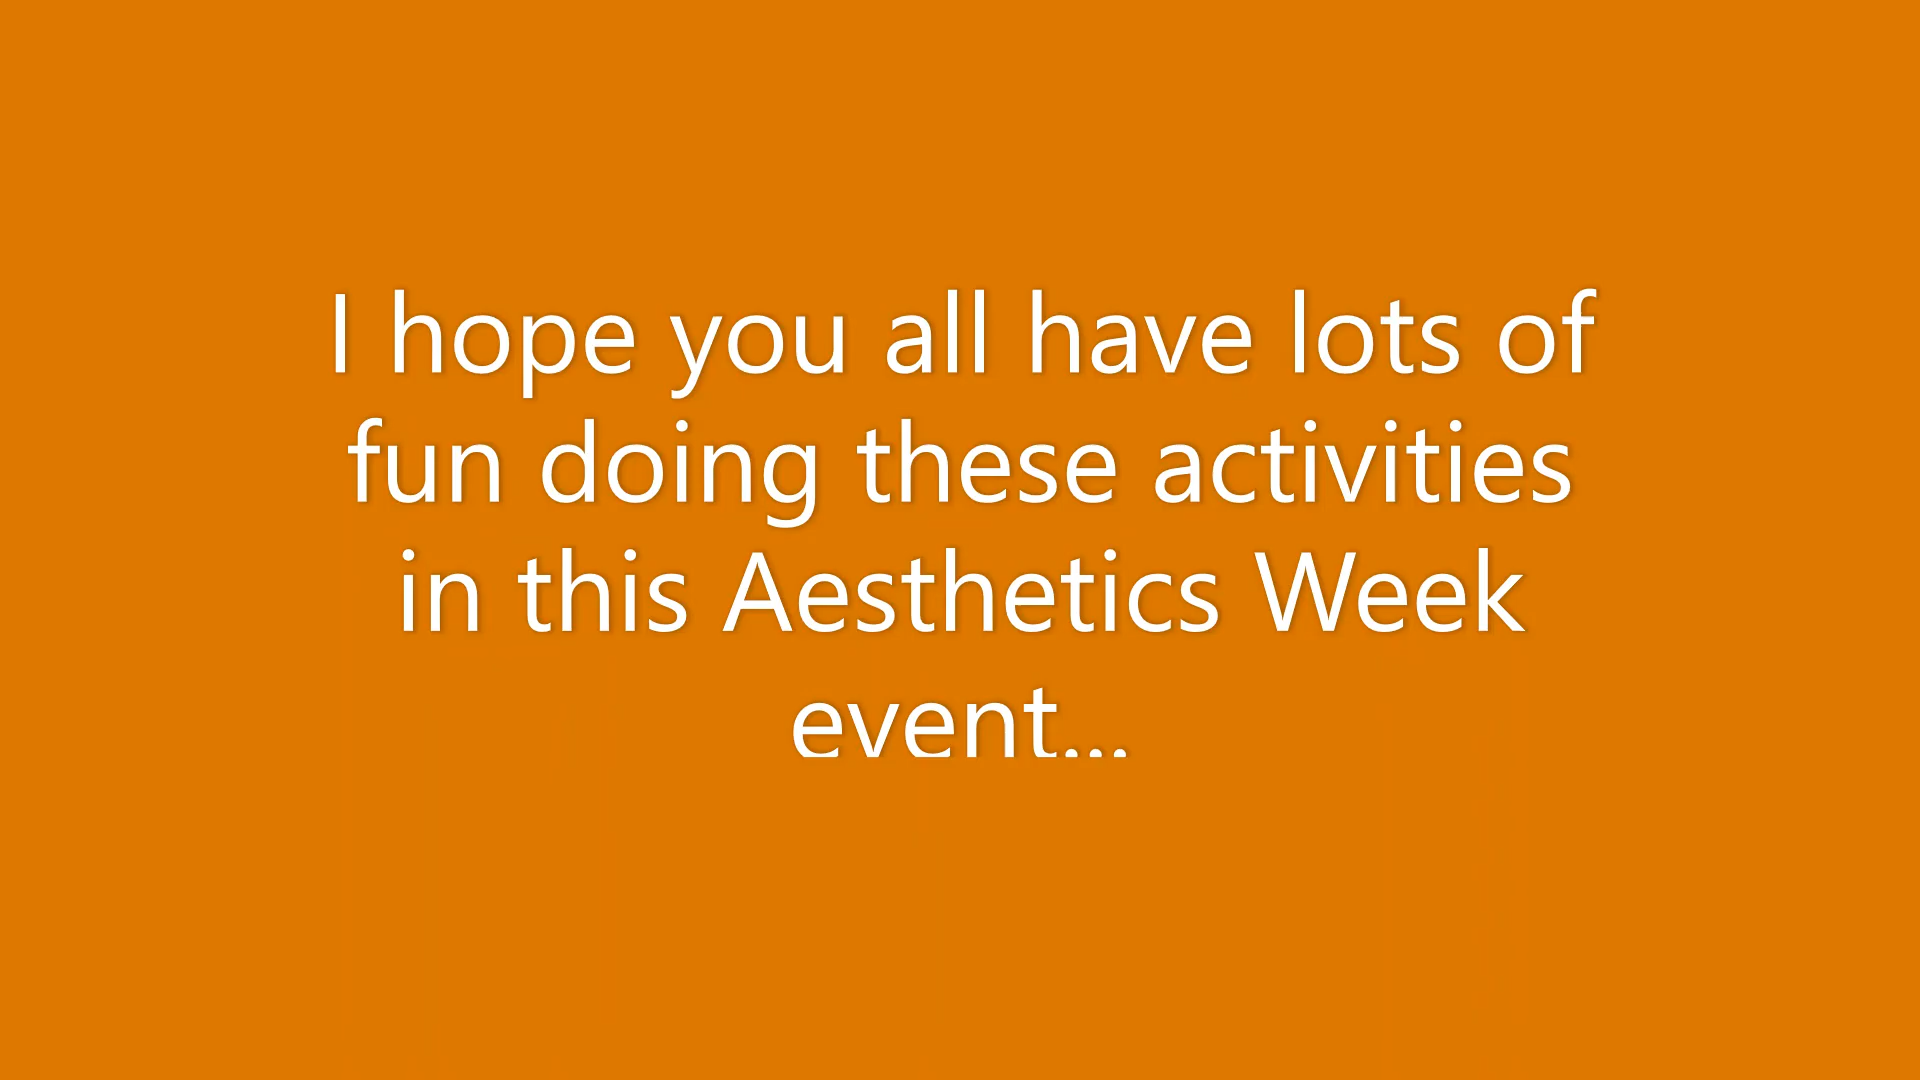 I hope you all have lots of
fun doing these activities
in this Aesthetics Week
event...